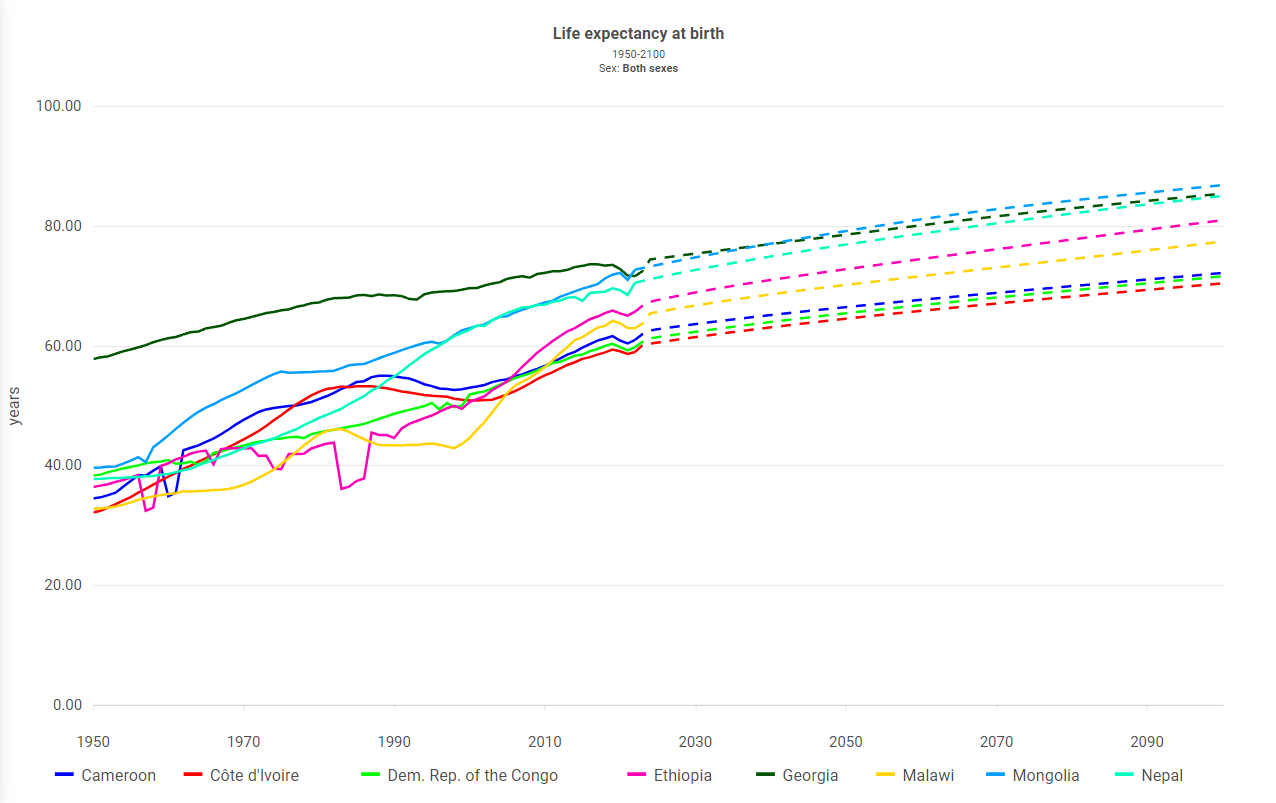 Life expectancy at birth
1950-2100
Sex: Both sexes
100.00
80.00
60.00
40.00
20.00
0.00
years
1950 1970 1990 2010 2030 2050 2070 2090
Cameroon Côte d'Ivoire Dem. Rep. of the Congo Ethiopia Georgia Malawi Mongolia Nepal